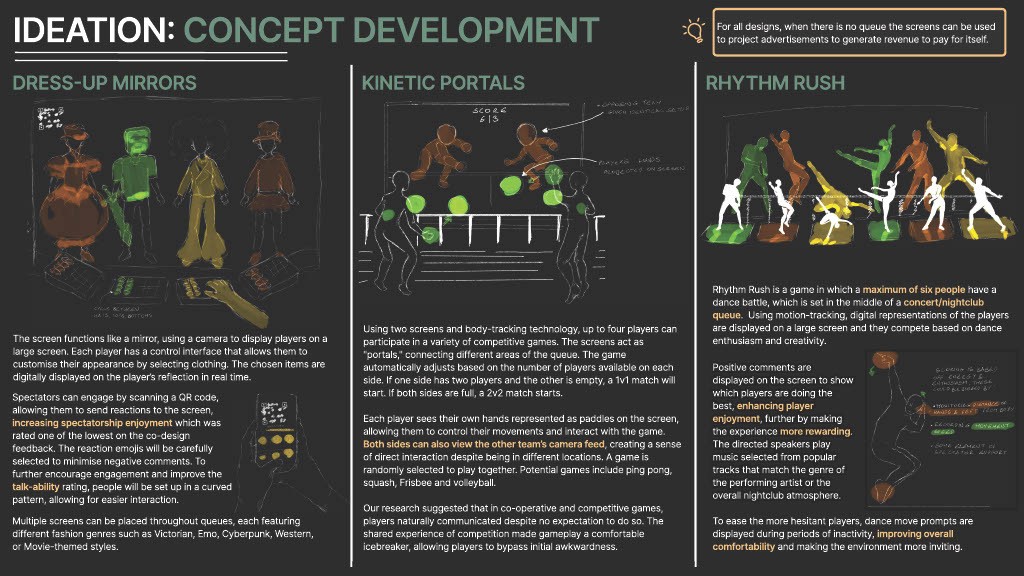 IDEATION: CONCEPT DEVELOPMENT
For all designs, when there is no queue the screens can be used
to project advertisements to generate revenue to pay for itself.
DRESS-UP MIRRORS
The screen functions like a mirror, using a camera to display players on a
large screen. Each player has a control interface that allows them to
customise their appearance by selecting clothing. The chosen items are
digitally displayed on the player's reflection in real time.
Spectators can engage by scanning a QR code,
allowing them to send reactions to the screen,
increasing spectatorship enjoyment which was
rated one of the lowest on the co-design
feedback. The reaction emojis will be carefully
selected to minimise negative comments. To
further encourage engagement and improve the
talk-ability rating, people will be set up in a curved
pattern, allowing for easier interaction.
Multiple screens can be placed throughout queues, each featuring
different fashion genres such as Victorian, Emo, Cyberpunk, Western,
or Movie-themed styles.
KINETIC PORTALS
SCORE
6|3
PLAYERS HANDS
PROJECTED ON SCREEN
Using two screens and body-tracking technology, up to four players can
participate in a variety of competitive games. The screens act as
"portals," connecting different areas of the queue. The game
automatically adjusts based on the number of players available on each
side. If one side has two players and the other is empty, a 1v1 match will
start. If both sides are full, a 2v2 match starts.
Each player sees their own hands represented as paddles on the screen,
allowing them to control their movements and interact with the game.
Both sides can also view the other team's camera feed, creating a sense
of direct interaction despite being in different locations. A game is
randomly selected to play together. Potential games include ping pong,
squash, Frisbee and volleyball.
Our research suggested that in co-operative and competitive games,
players naturally communicated despite no expectation to do so. The
shared experience of competition made gameplay a comfortable
icebreaker, allowing players to bypass initial awkwardness.
RHYTHM RUSH
Rhythm Rush is a game in which a maximum of six people have a
dance battle, which is set in the middle of a concert/nightclub
queue. Using motion-tracking, digital representations of the players
are displayed on a large screen and they compete based on dance
enthusiasm and creativity.
Positive comments are
displayed on the screen to show
which players are doing the
best, enhancing player
enjoyment, further by making
the experience more rewarding.
The directed speakers play
music selected from popular
tracks that match the genre of
the performing artist or the
overall nightclub atmosphere.
To ease the more hesitant players, dance move prompts are
displayed during periods of inactivity, improving overall
comfortability and making the environment more inviting.